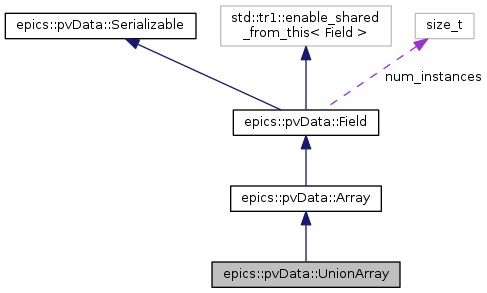 epics::pvData::Serializable
std::tr1::enable_shared
_from_this< Field >
size_t
num_instances
epics::pvData::Field
epics::pvData::Array
epics::pvData::UnionArray